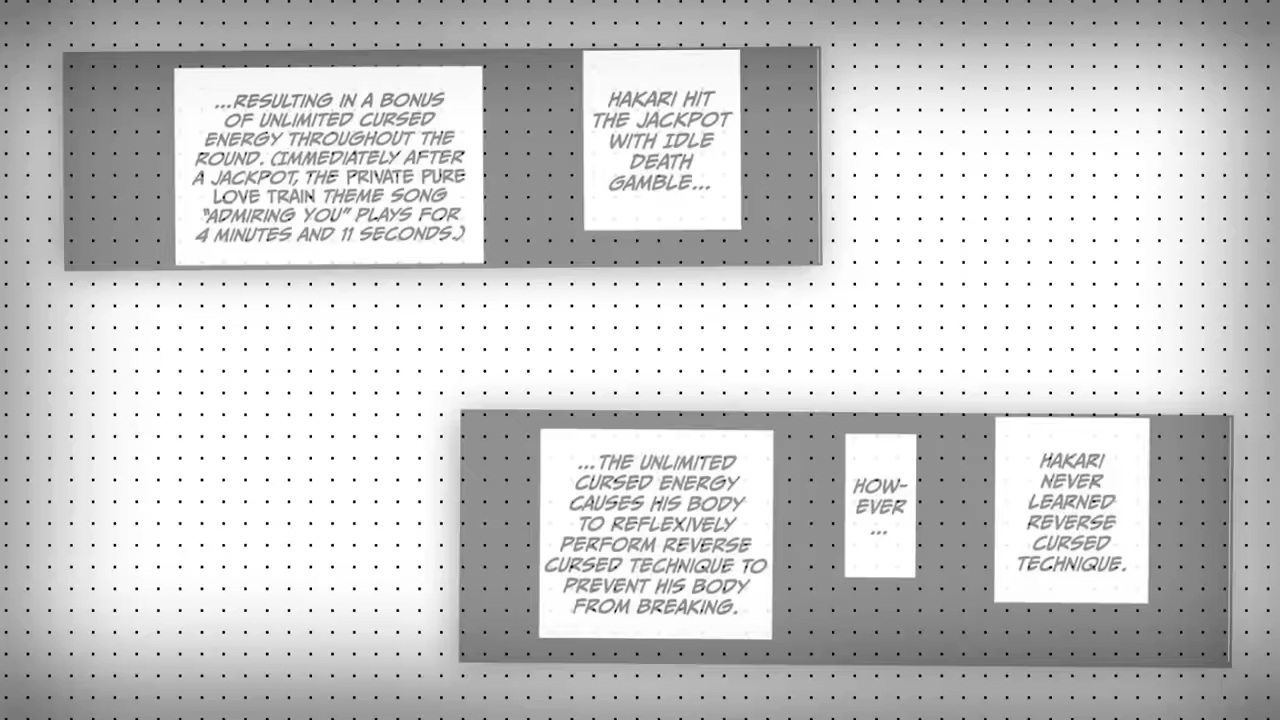 HAKARI HIT
THE JACKPOT
WITH IDLE
DEATH
GAMBLE...
...RESULTING IN A BONUS
OF UNLIMITED CURSED
ENERGY THROUGHOUT THE
ROUND. (IMMEDIATELY AFTER
A JACKPOT, THE PRIVATE PURE
LOVE TRAIN THEME SONG
"ADMIRING YOU" PLAYS FOR
4 MINUTES AND 11 SECONDS.)
HAKARI
NEVER
LEARNED
REVERSE
CURSED
TECHNIQUE.
HOW-
EVER
...
...THE UNLIMITED
CURSED ENERGY
CAUSES HIS BODY
TO REFLEXIVELY
PERFORM REVERSE
CURSED TECHNIQUE TO
PREVENT HIS BODY
FROM BREAKING.